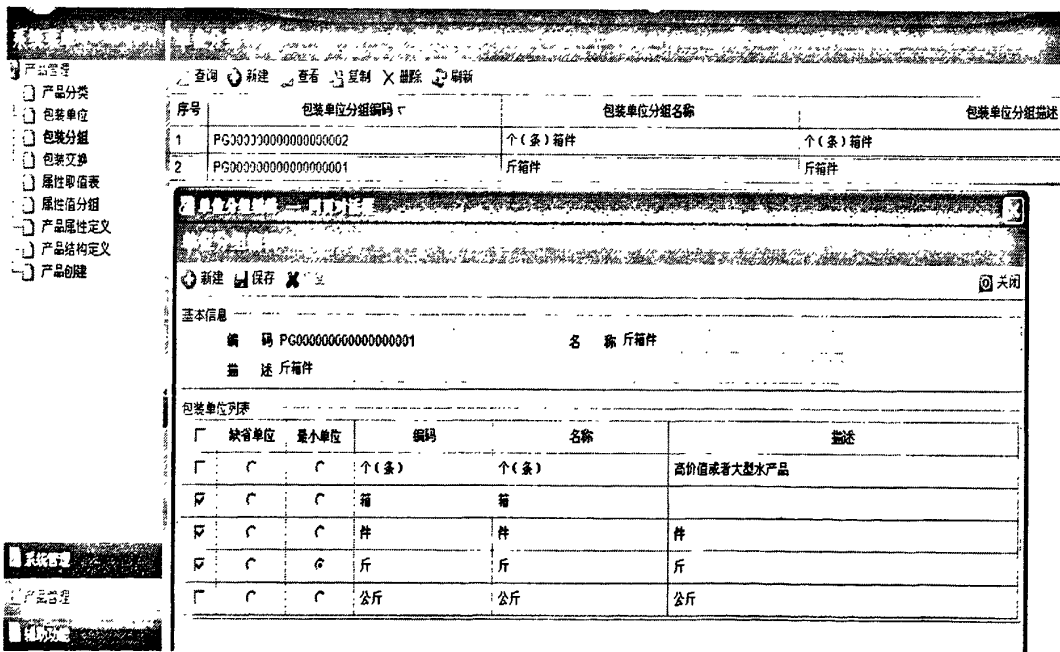 产品管理
产品分类
包装单位
包装分组
包装交换
属性取值表
属性值分组
产品属性定义
产品结构定义
产品创建
系统管理
产品管理
辅助功能
查询 新建 查看 复制 删除 刷新
序号 包装单位分组编码 包装单位分组名称 包装单位分组描述
1 PG000000000000000002 个(条)箱件 个(条)箱件
2 PG000000000000000001 斤箱件 斤箱件
新建 保存 关闭
基本信息
编 码 PG000000000000000001 名 称 斤箱件
描 述 斤箱件
包装单位列表
缺省单位 最小单位 编码 名称 描述
个(条) 个(条) 高价值或者大型水产品
箱 箱
件 件 件
斤 斤 斤
公斤 公斤 公斤